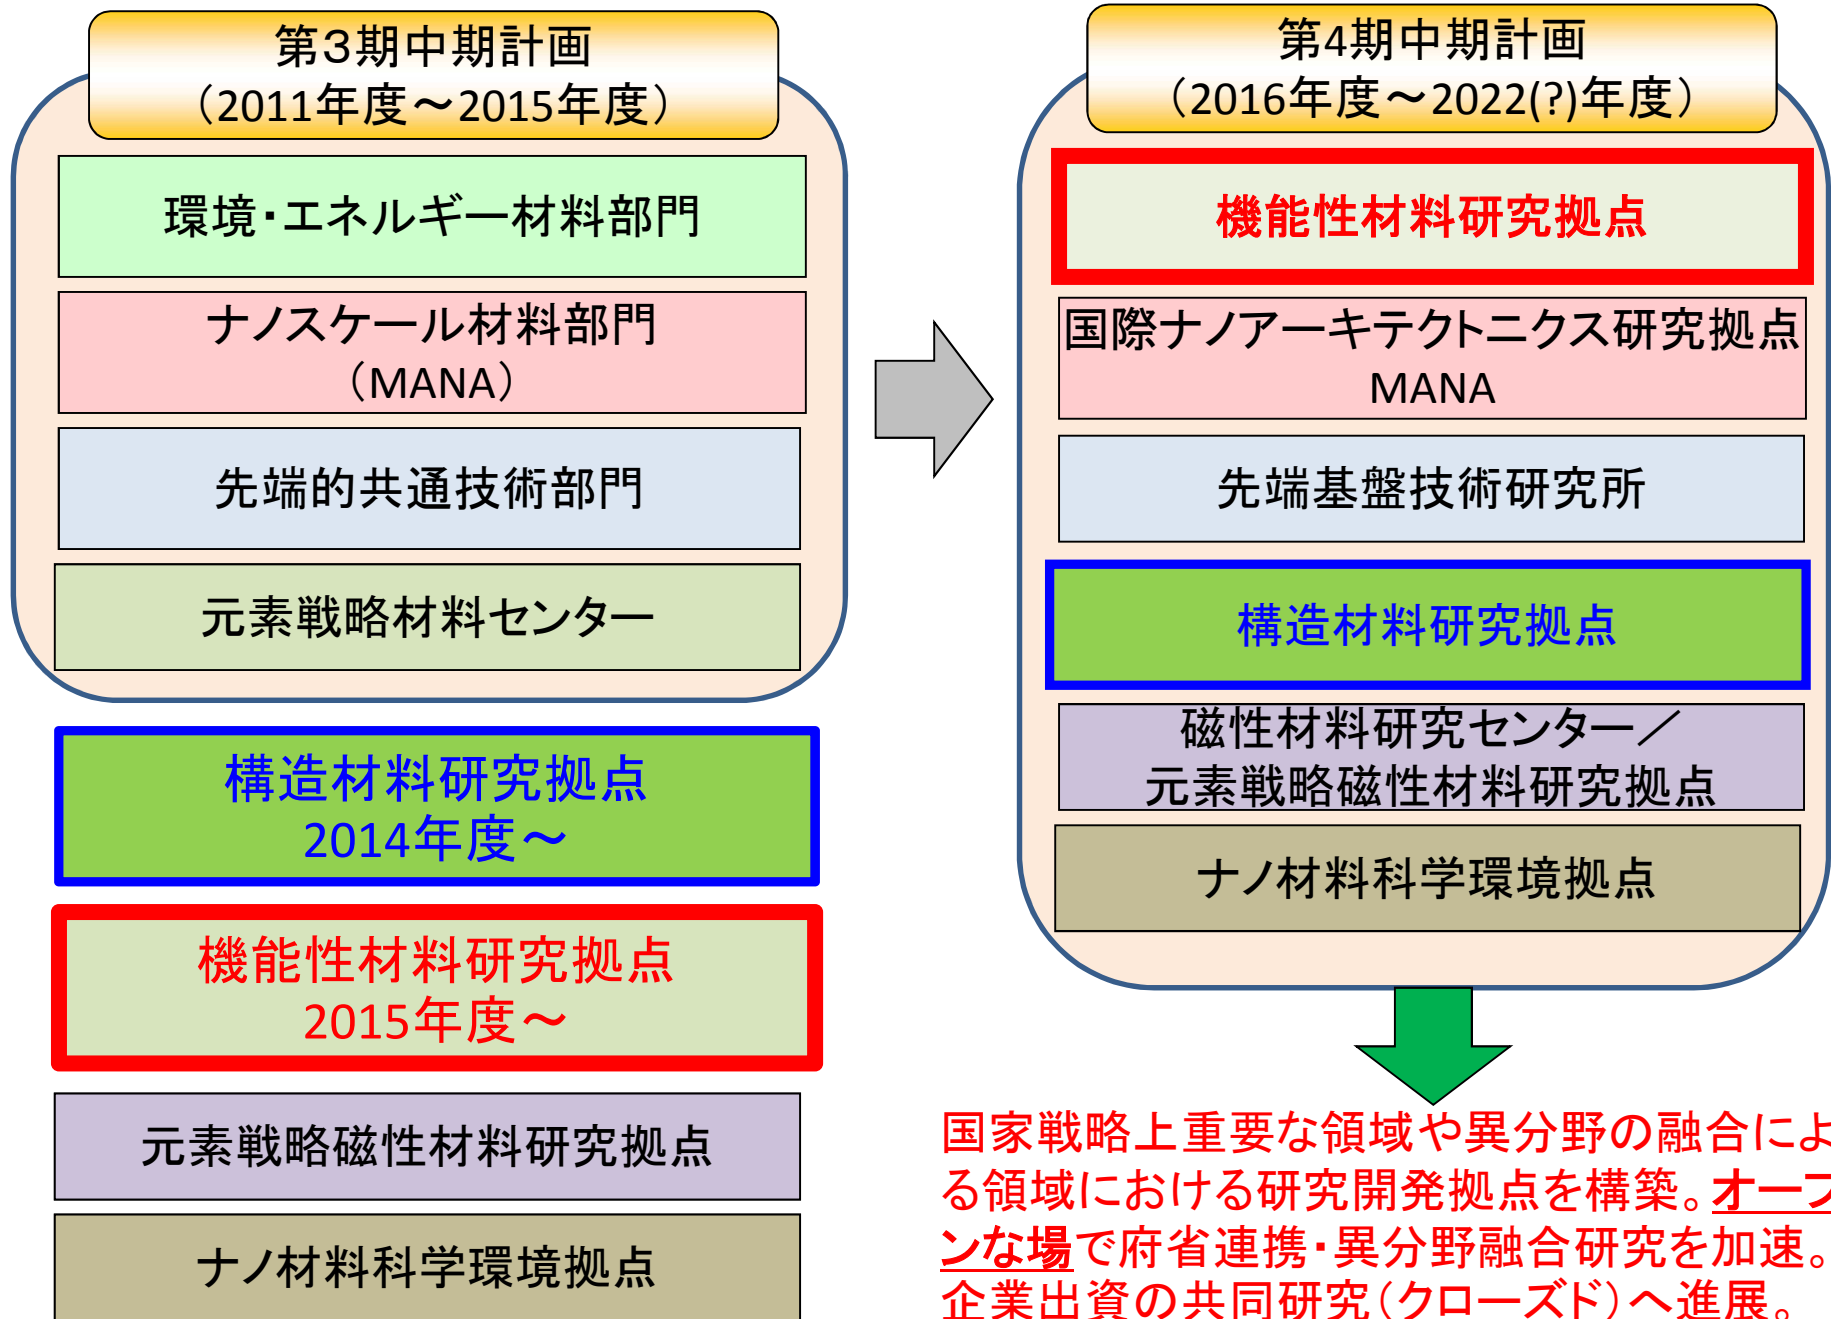 第3期中期計画
（2011年度～2015年度）
環境・エネルギー材料部門
ナノスケール材料部門
（MANA）
先端的共通技術部門
元素戦略材料センター
構造材料研究拠点
2014年度～
機能性材料研究拠点
2015年度～
元素戦略磁性材料研究拠点
ナノ材料科学環境拠点
第4期中期計画
（2016年度～2022(?)年度）
機能性材料研究拠点
国際ナノアーキテクトニクス研究拠点
MANA
先端基盤技術研究所
構造材料研究拠点
磁性材料研究センター／
元素戦略磁性材料研究拠点
ナノ材料科学環境拠点
国家戦略上重要な領域や異分野の融合によ
る領域における研究開発拠点を構築。オープ
ンな場で府省連携・異分野融合研究を加速。
企業出資の共同研究（クローズド）へ進展。